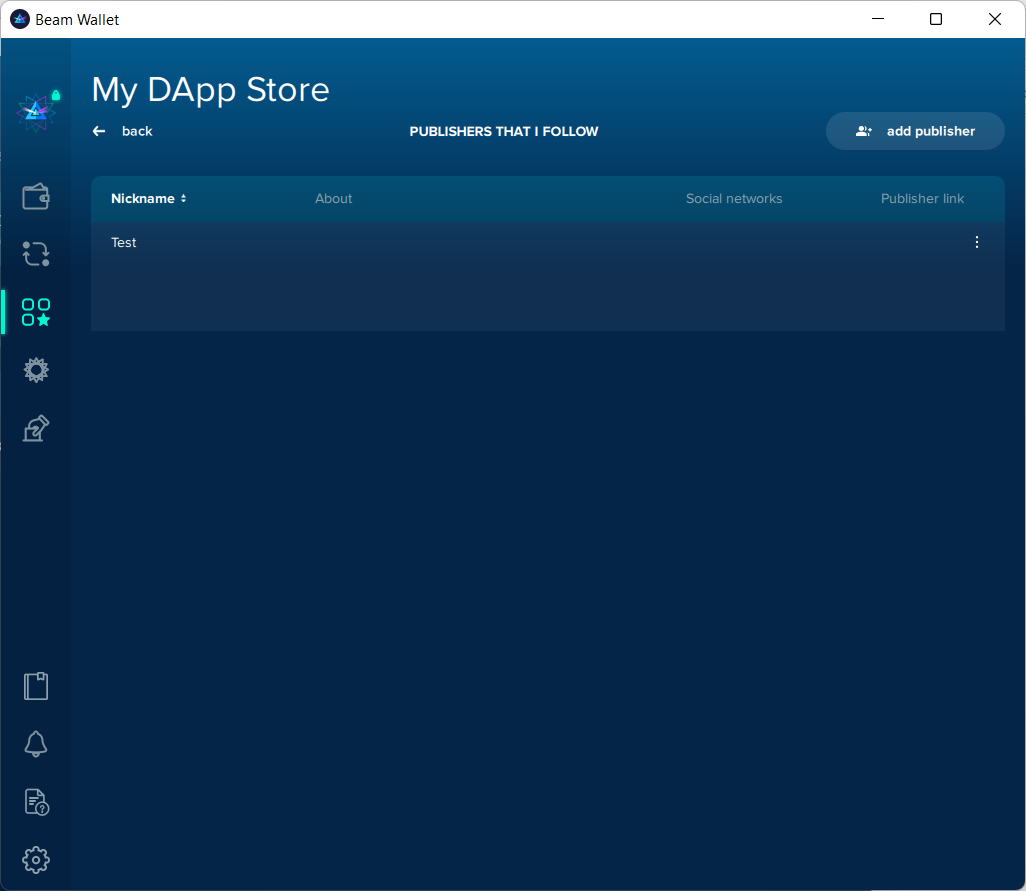 Beam Wallet
My DApp Store
back
PUBLISHERS THAT I FOLLOW
add publisher
Nickname About Social networks Publisher link
Test